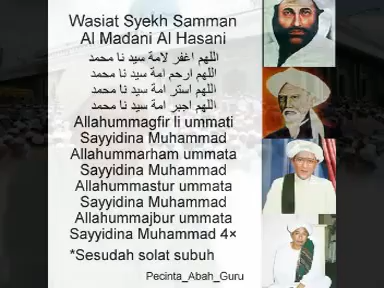 Wasiat Syekh Samman
Al Madani Al Hasani
اللهم اغفر لامة سيد نا محمد
اللهم ارحم امة سيد نا محمد
اللهم استر امة سيد نا محمد
اللهم اجبر امة سيد نا محمد
Allahummagfir li ummati
Sayyidina Muhammad
Allahummarham ummata
Sayyidina Muhammad
Allahummastur ummata
Sayyidina Muhammad
Allahummajbur ummata
Sayyidina Muhammad 4×
*Sesudah solat subuh
Pecinta_Abah_Guru